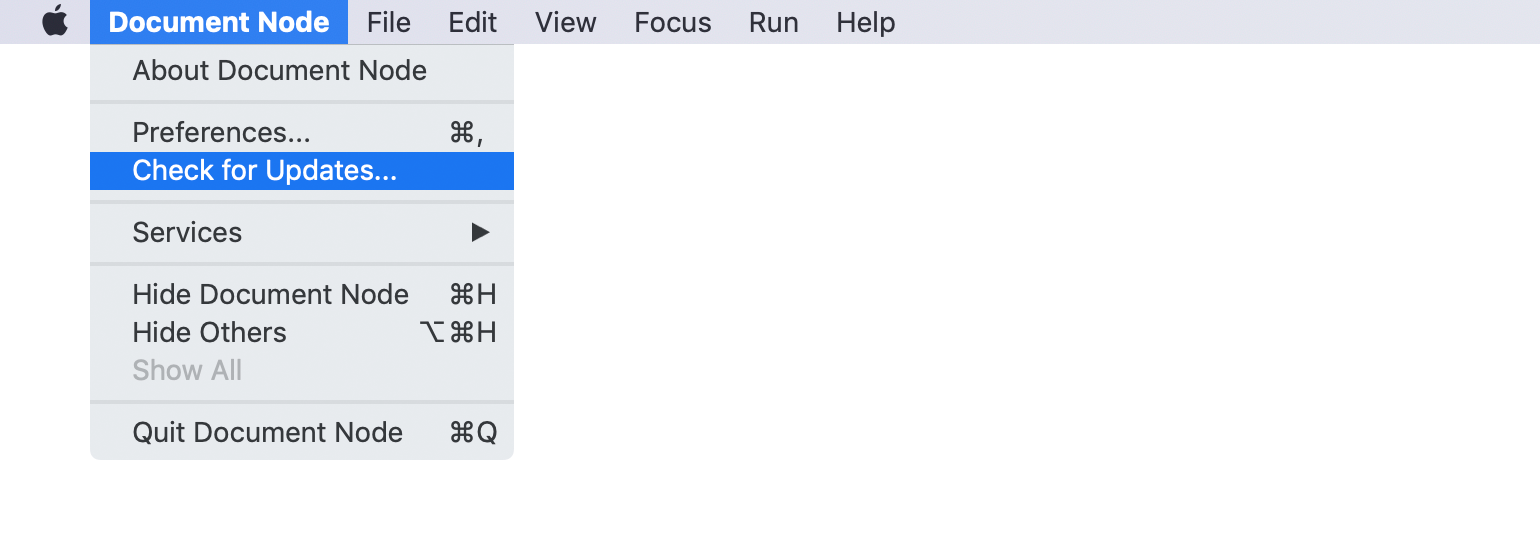 Document Node File Edit View Focus Run Help
About Document Node
Preferences... ⌘,
Check for Updates...
Services ▶
Hide Document Node ⌘H
Hide Others ⌥⌘H
Show All
Quit Document Node ⌘Q